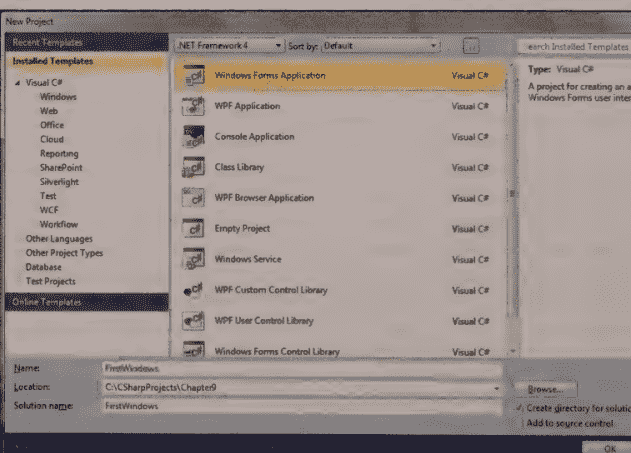 New Project
Recent Templates
.NET Framework 4 Sort by: Default ...
earch Installed Templates
Installed Templates
Visual C#
Windows
Web
Office
Cloud
Reporting
SharePoint
Silverlight
Test
WCF
Workflow
Other Languages
Other Project Types
Database
Test Projects
Online Templates
Windows Forms Application Visual C#
WPF Application Visual C#
Console Application Visual C#
Class Library Visual C#
WPF Browser Application Visual C#
Empty Project Visual C#
Windows Service Visual C#
WPF Custom Control Library Visual C#
WPF User Control Library Visual C#
Windows Forms Control Library Visual C#
Type: Visual C#
A project for creating an a
Windows Forms user inter
Name: FirstWindows
Location: C:\CSharpProjects\Chapter9 Browse...
Solution name: FirstWindows
Create directory for solutio
Add to source control
OK